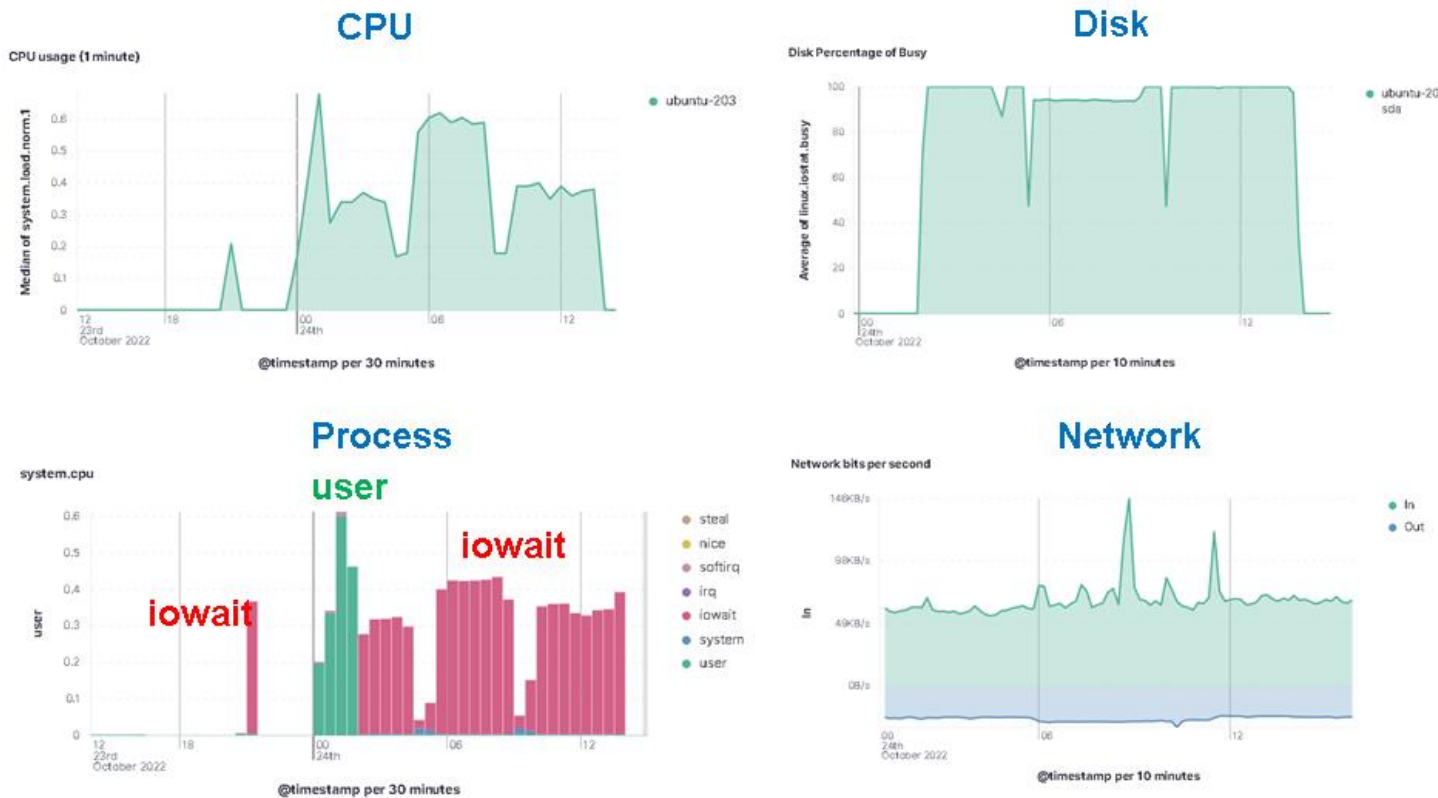 CPU
CPU usage (1 minute)
Median of system.load.norm.1
0.6
0.5
0.4
0.3
0.2
0.1
0
12
23rd
October 2022
18
00
24th
06
12
@timestamp per 30 minutes
ubuntu-203
Disk
Disk Percentage of Busy
Average of linux.iostat.busy
100
80
60
40
20
0
00
24th
October 2022
06
12
@timestamp per 10 minutes
ubuntu-20
sda
Process
system.cpu
user
iowait
iowait
user
0.6
0.5
0.4
0.3
0.2
0.1
0
12
23rd
October 2022
18
00
24th
06
12
@timestamp per 30 minutes
steal
nice
softirq
irq
iowait
system
user
Network
Network bits per second
In
146KB/s
98KB/s
49KB/s
0B/s
00
24th
October 2022
06
12
@timestamp per 10 minutes
In
Out